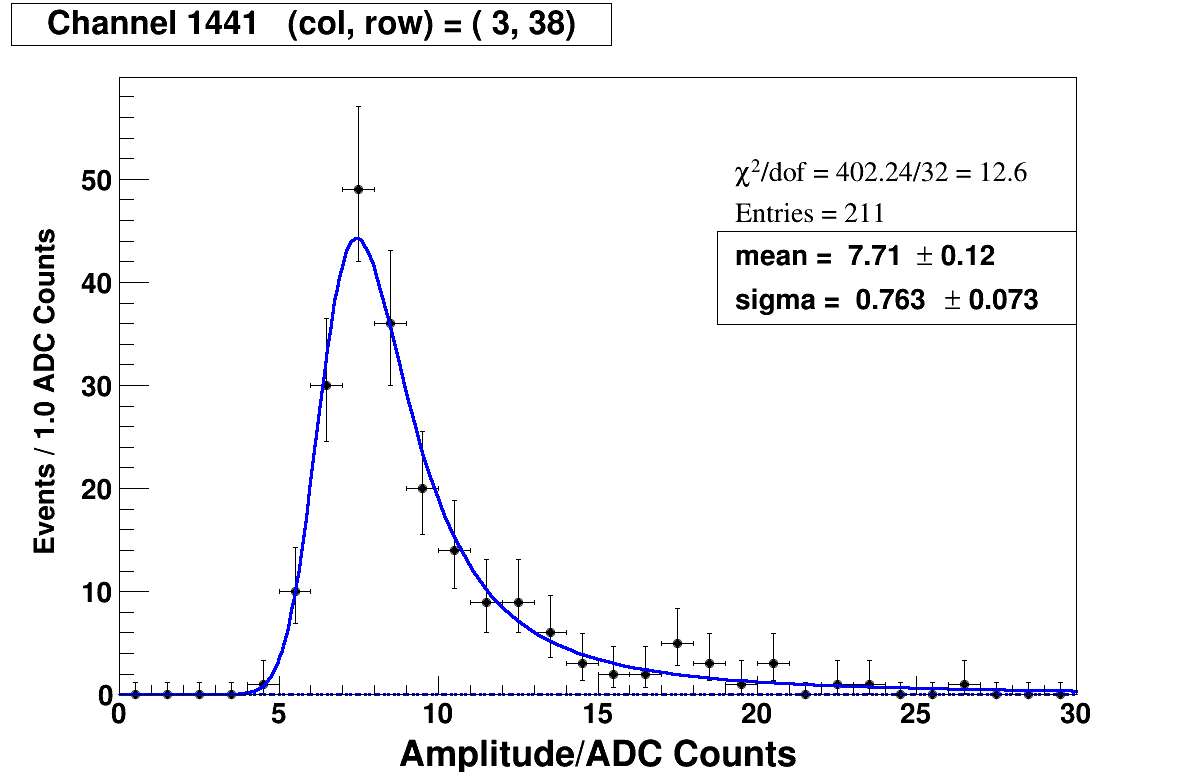 Channel 1441 (col, row) = ( 3, 38)
χ²/dof = 402.24/32 = 12.6
Entries = 211
mean = 7.71 ± 0.12
sigma = 0.763 ± 0.073
Events / 1.0 ADC Counts
50
40
30
20
10
0
0 5 10 15 20 25 30
Amplitude/ADC Counts